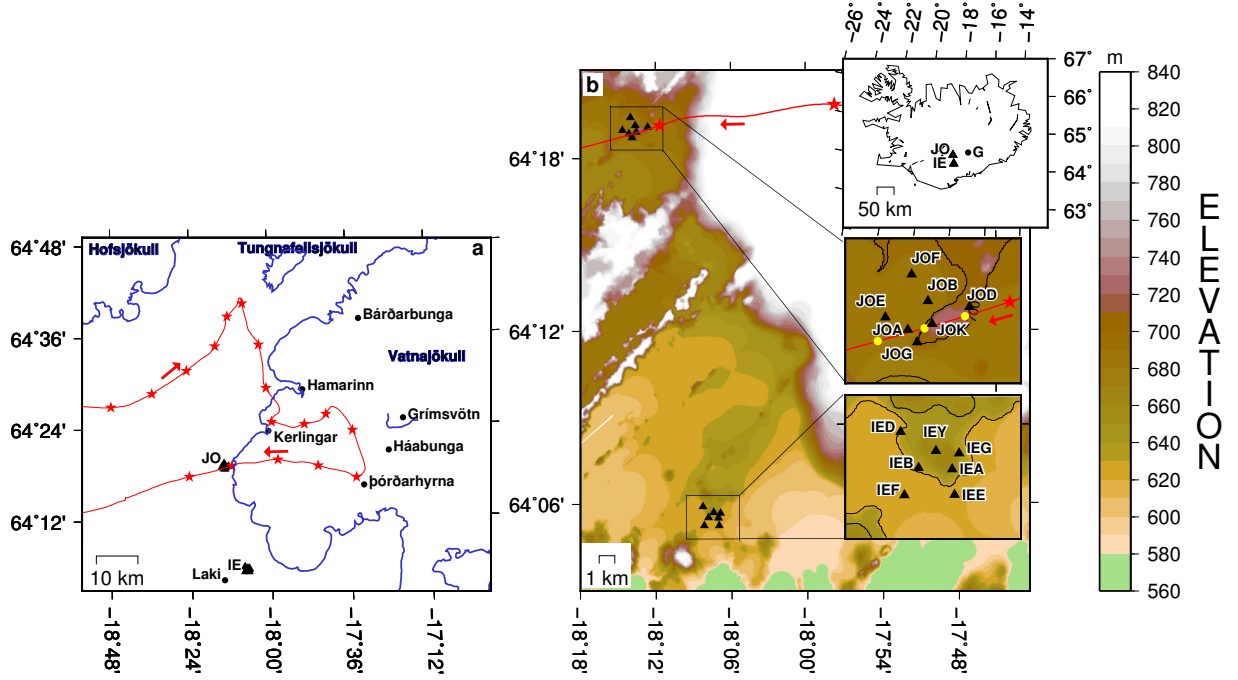 a
Hofsjökull
Tungnafellsjökull
Bárðarbunga
Vatnajökull
Hamarinn
Grímsvötn
Kerlingar
Háabunga
JO
þórðarhyrna
IE
Laki
10 km
64˚48'
64˚36'
64˚24'
64˚12'
−18˚48'
−18˚24'
−18˚00'
−17˚36'
−17˚12'
b
64˚18'
64˚12'
64˚06'
1 km
−18˚18'
−18˚12'
−18˚06'
−17˚54'
−17˚48'
−26˚
−24˚
−22˚
−20˚
−18˚
−16˚
−14˚
67˚
66˚
65˚
64˚
63˚
JO
IE
G
50 km
JOF
JOB
JOE
JOD
JOA
JOK
JOG
IED
IEY
IEG
IEB
IEA
IEF
IEE
m
840
820
800
780
760
740
720
700
680
660
640
620
600
580
560
ELEVATION